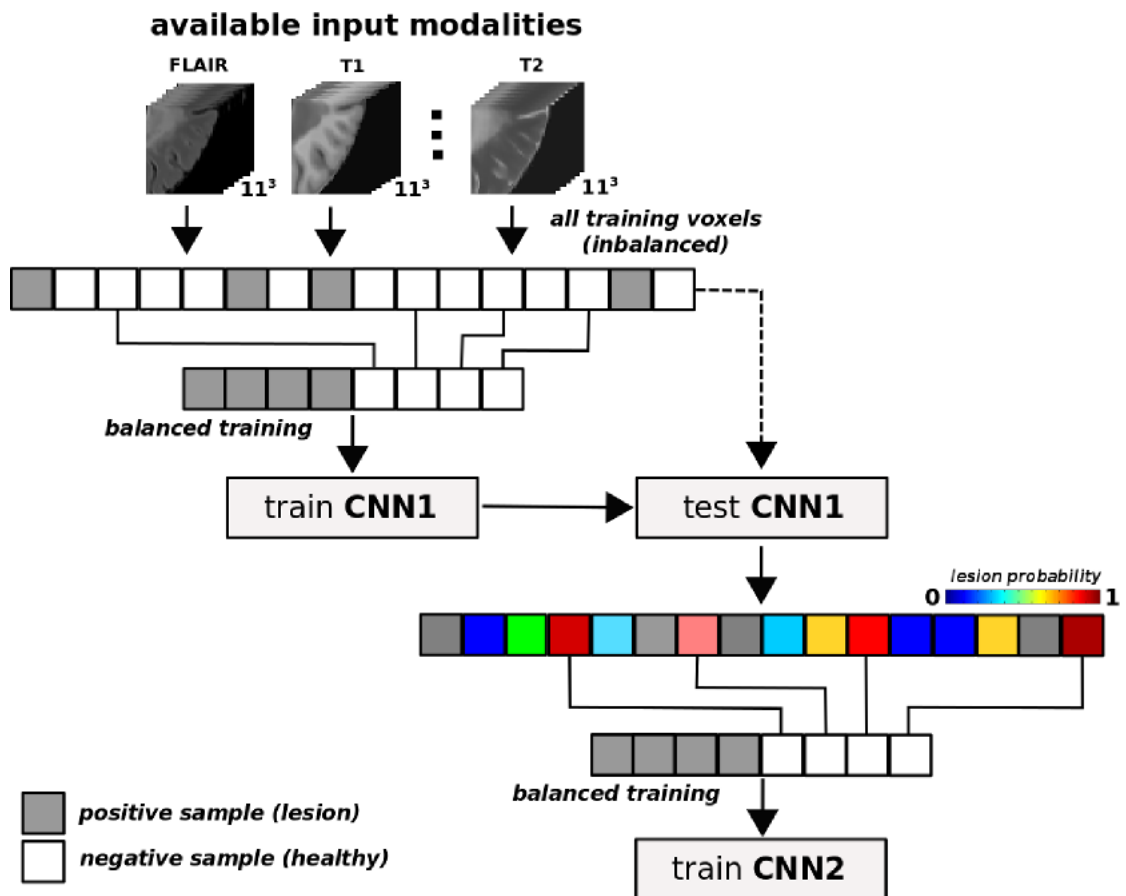 available input modalities
FLAIR T1 T2
11³ 11³ 11³
all training voxels
(inbalanced)
balanced training
train CNN1
test CNN1
lesion probability
0 1
balanced training
positive sample (lesion)
negative sample (healthy)
train CNN2